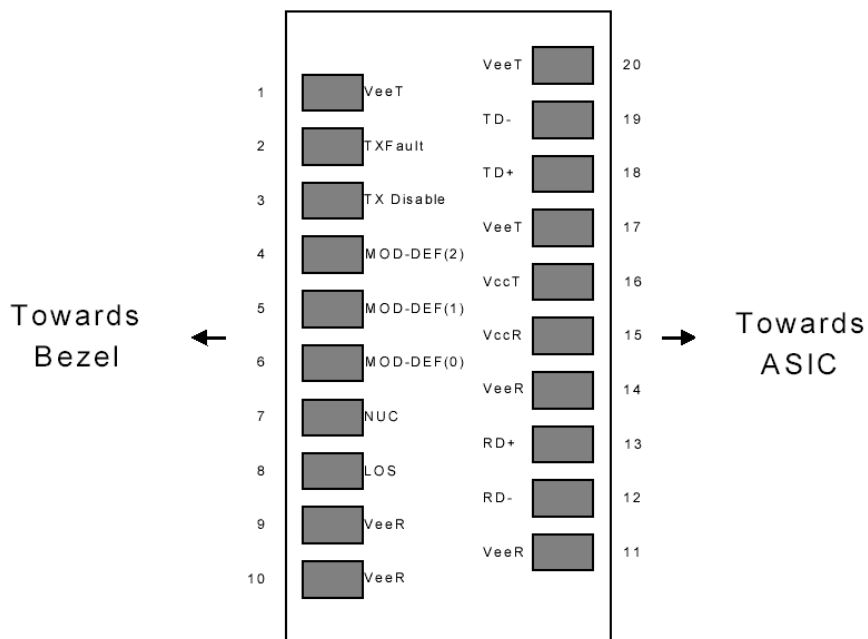 VeeT 20
1 VeeT
TD- 19
2 TXFault
TD+ 18
3 TX Disable
VeeT 17
4 MOD-DEF(2)
VccT 16
5 MOD-DEF(1)
Towards
Bezel
VccR 15
Towards
ASIC
6 MOD-DEF(0)
VeeR 14
7 NUC
RD+ 13
8 LOS
RD- 12
9 VeeR
VeeR 11
10 VeeR